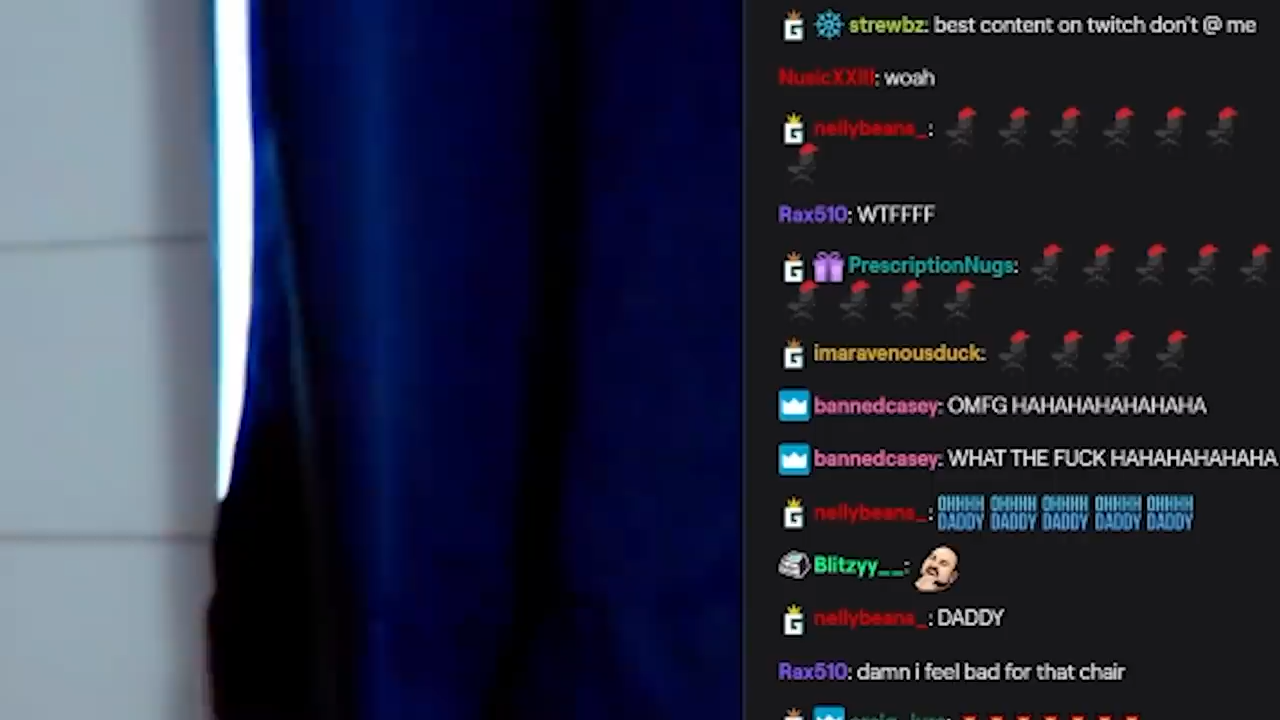 strewbz: best content on twitch don't @ me
NusicXXIII: woah
nellybeans_:
Rax510: WTFFFF
PrescriptionNugs:
imaravenousduck:
bannedcasey: OMFG HAHAHAHAHAHAHA
bannedcasey: WHAT THE FUCK HAHAHAHAHAHA
nellybeans_: OHHHH DADDY OHHHH DADDY OHHHH DADDY OHHHH DADDY OHHHH DADDY
Blitzyy__:
nellybeans_: DADDY
Rax510: damn i feel bad for that chair